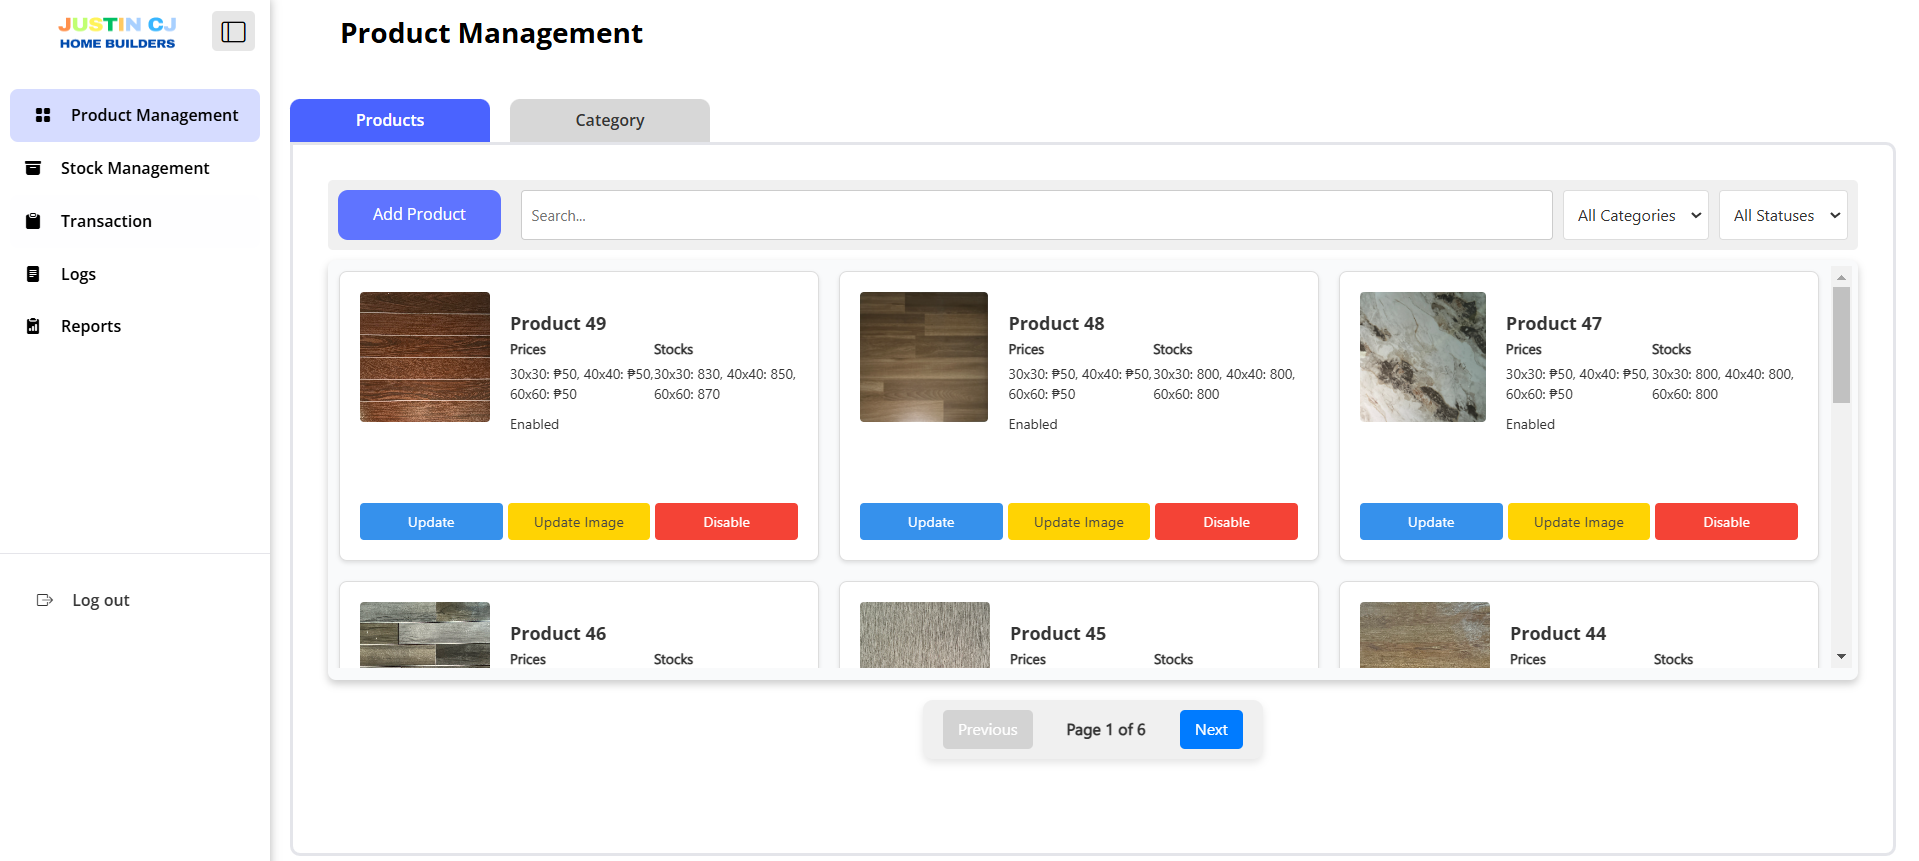 JUSTIN CJ
HOME BUILDERS
Product Management
Stock Management
Transaction
Logs
Reports
Log out
Product Management
Products
Category
Add Product
Search...
All Categories
All Statuses
Product 49
Prices
Stocks
30x30: ₱50, 40x40: ₱50,
60x60: ₱50
30x30: 830, 40x40: 850,
60x60: 870
Enabled
Update
Update Image
Disable
Product 48
Prices
Stocks
30x30: ₱50, 40x40: ₱50,
60x60: ₱50
30x30: 800, 40x40: 800,
60x60: 800
Enabled
Update
Update Image
Disable
Product 47
Prices
Stocks
30x30: ₱50, 40x40: ₱50,
60x60: ₱50
30x30: 800, 40x40: 800,
60x60: 800
Enabled
Update
Update Image
Disable
Product 46
Prices
Stocks
Product 45
Prices
Stocks
Product 44
Prices
Stocks
Previous
Page 1 of 6
Next